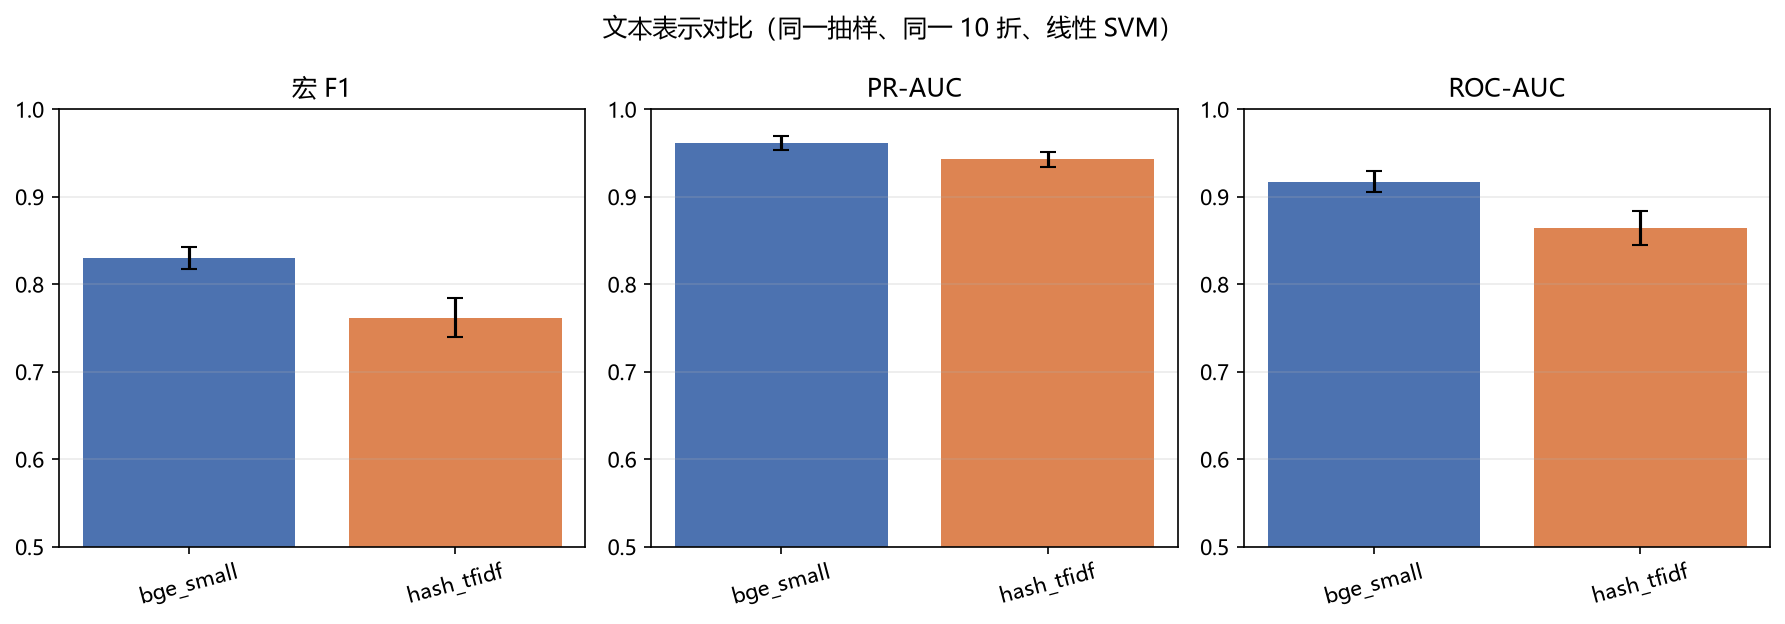 文本表示对比（同一抽样、同一 10 折、线性 SVM）
宏 F1
1.0
0.9
0.8
0.7
0.6
0.5
bge_small
hash_tfidf
PR-AUC
1.0
0.9
0.8
0.7
0.6
0.5
bge_small
hash_tfidf
ROC-AUC
1.0
0.9
0.8
0.7
0.6
0.5
bge_small
hash_tfidf